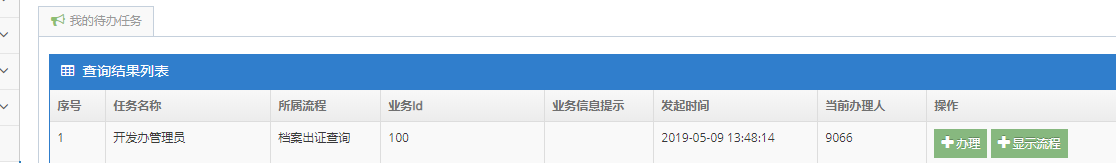 我的待办任务
查询结果列表
序号 任务名称 所属流程 业务Id 业务信息提示 发起时间 当前办理人 操作
1 开发办管理员 档案出证查询 100 2019-05-09 13:48:14 9066 办理 显示流程